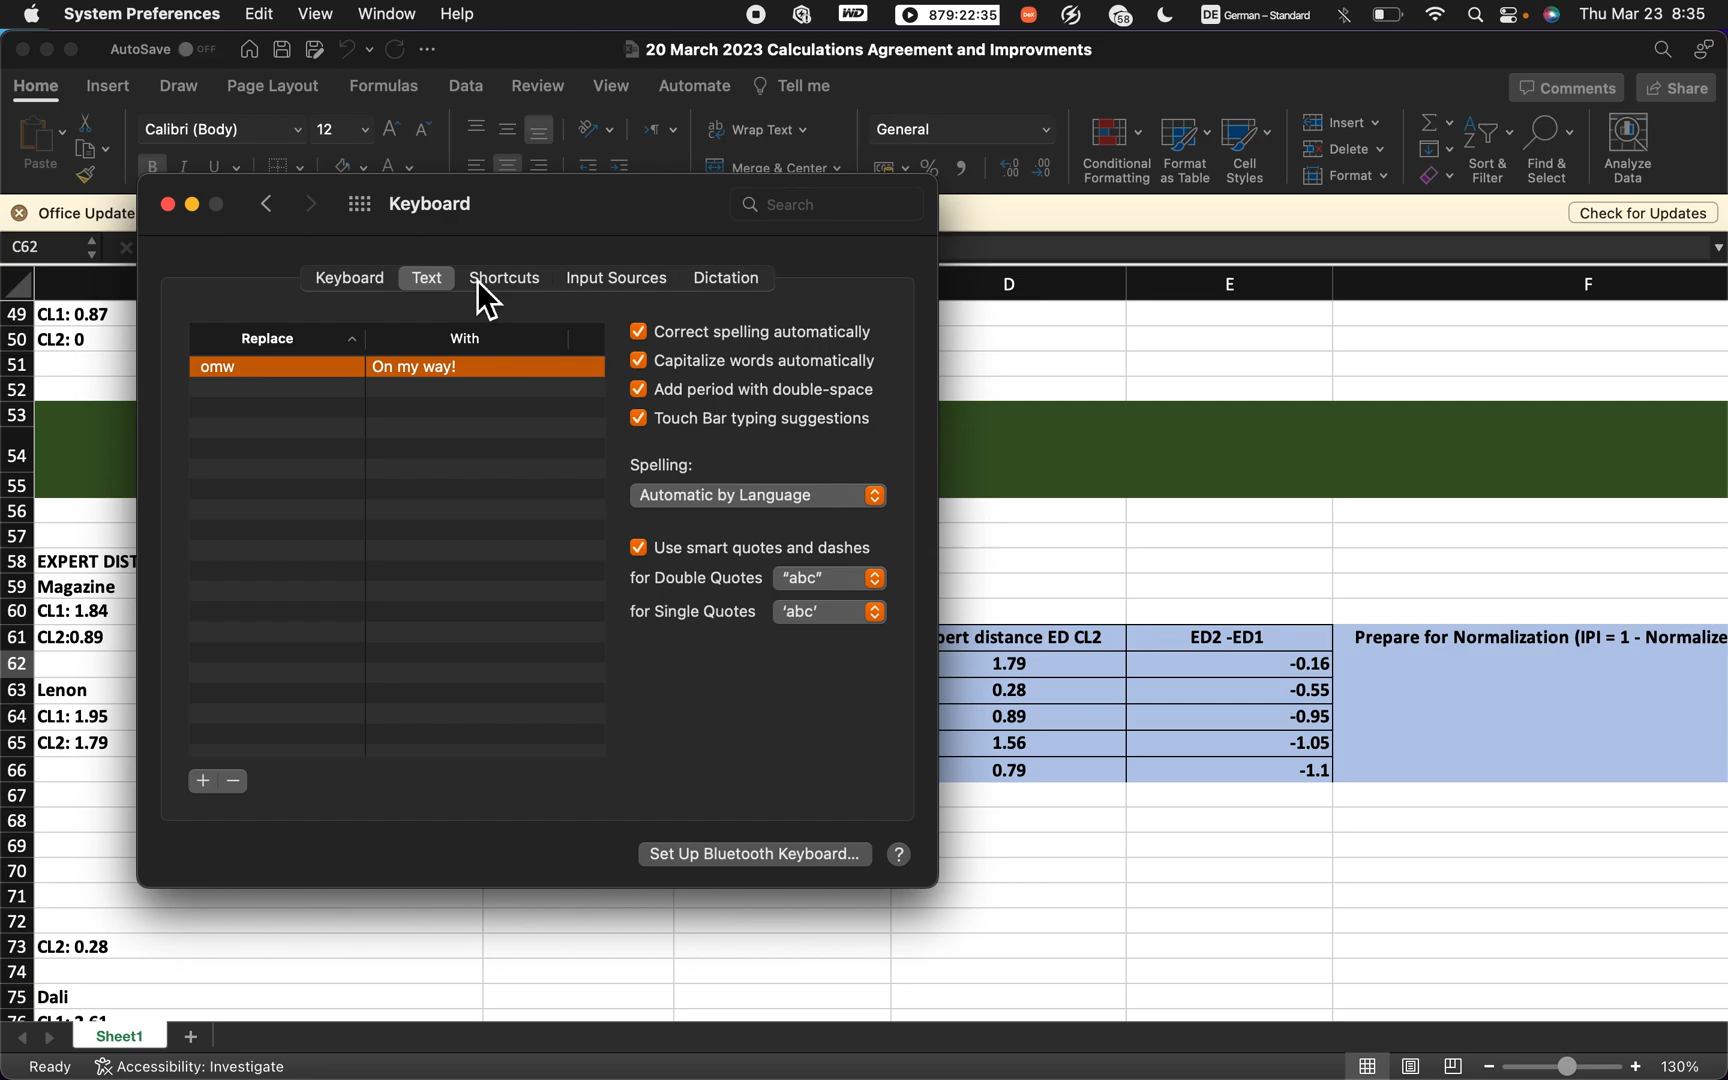 System Preferences Edit View Window Help WD 879:22:35 DeX 58 DE German – Standard Thu Mar 23 8:35
AutoSave OFF 20 March 2023 Calculations Agreement and Improvments
Home Insert Draw Page Layout Formulas Data Review View Automate Tell me Comments Share
Calibri (Body) 12 A A ab Wrap Text General Insert
Paste Conditional Formatting Format as Table Cell Styles Delete Sort & Filter Find & Select Analyze Data
B I U A Merge & Center % Format
Office Update Check for Updates
C62
Keyboard Search
Keyboard Text Shortcuts Input Sources Dictation
Replace With
omw On my way!
Correct spelling automatically
Capitalize words automatically
Add period with double-space
Touch Bar typing suggestions
Spelling:
Automatic by Language
Use smart quotes and dashes
for Double Quotes “abc”
for Single Quotes ‘abc’
+ −
Set Up Bluetooth Keyboard... ?
D E F
49 CL1: 0.87
50 CL2: 0
51
52
53
54
55
56
57
58 EXPERT DIST
59 Magazine
60 CL1: 1.84
61 CL2:0.89 pert distance ED CL2 ED2 -ED1 Prepare for Normalization (IPI = 1 - Normalize
62 1.79 -0.16
63 Lenon 0.28 -0.55
64 CL1: 1.95 0.89 -0.95
65 CL2: 1.79 1.56 -1.05
66 0.79 -1.1
67
68
69
70
71
72
73 CL2: 0.28
74
75 Dali
76 CL1: 2.61
Sheet1 +
Ready Accessibility: Investigate 130%